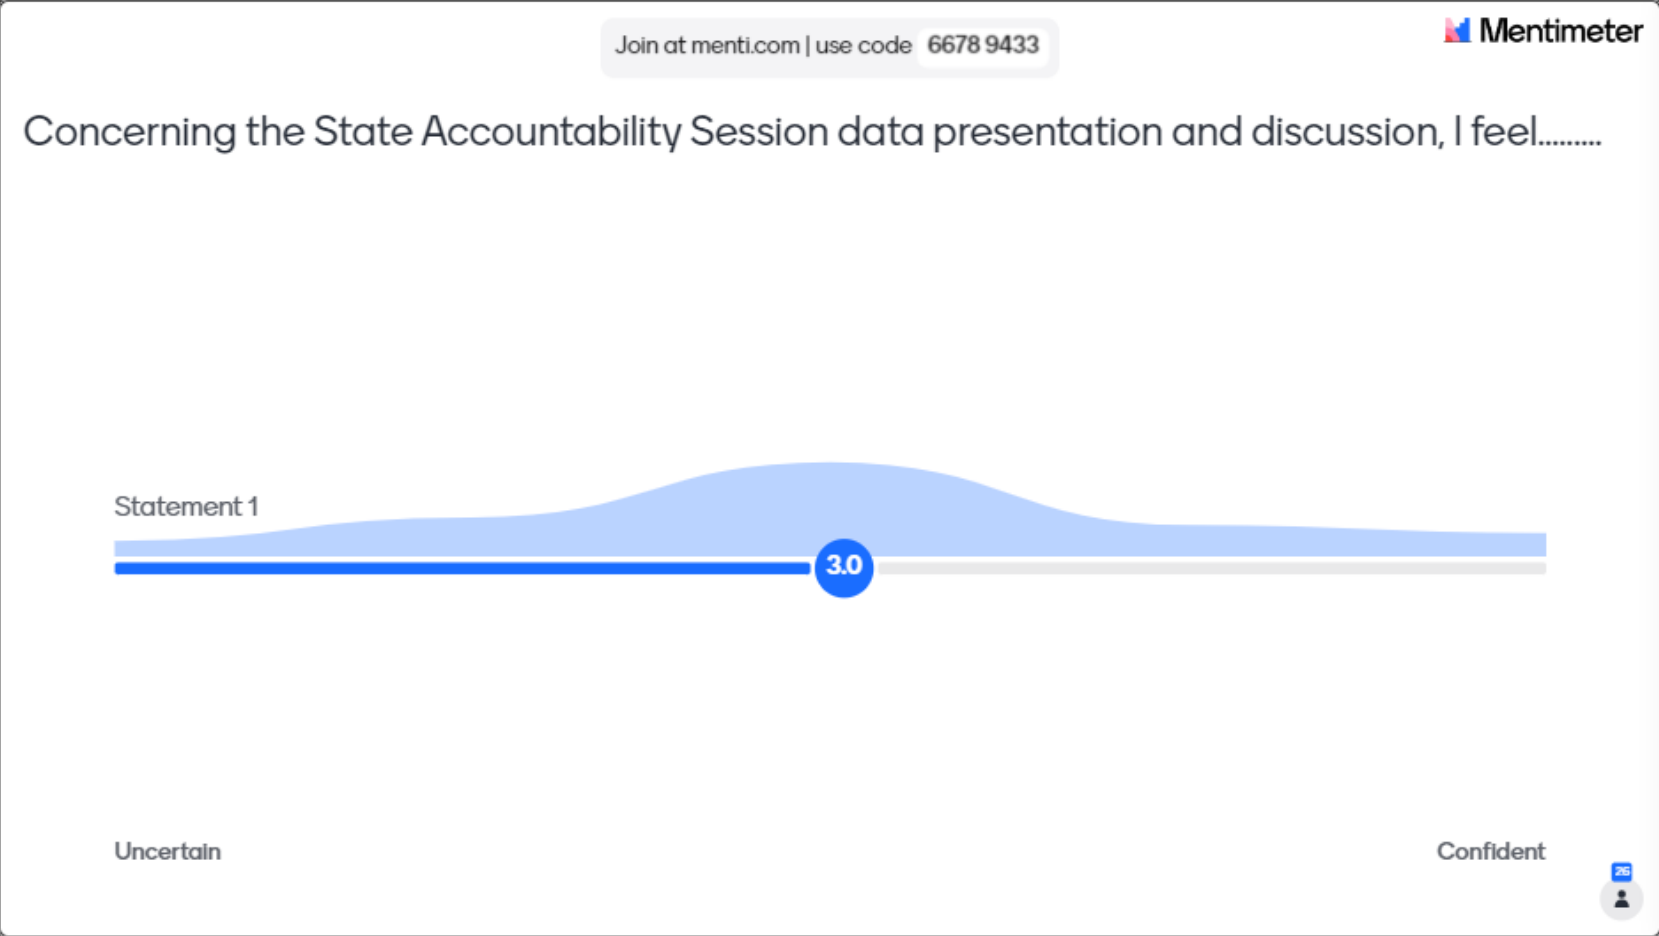 Join at menti.com | use code 6678 9433
Mentimeter
Concerning the State Accountability Session data presentation and discussion, I feel.........
Statement 1
3.0
Uncertain
Confident
26